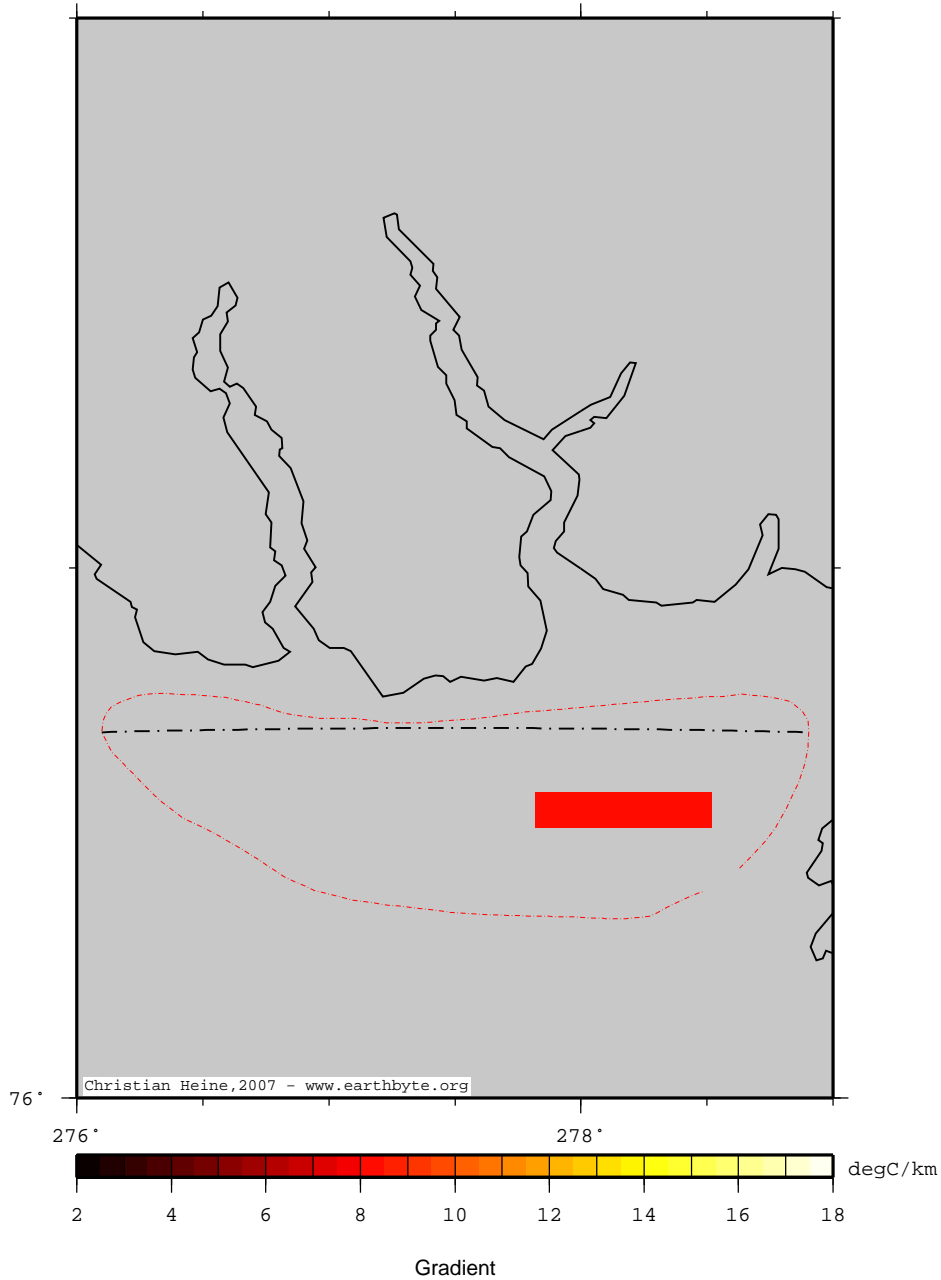 Christian Heine,2007 - www.earthbyte.org
76°
276° 278°
degC/km
2 4 6 8 10 12 14 16 18
Gradient